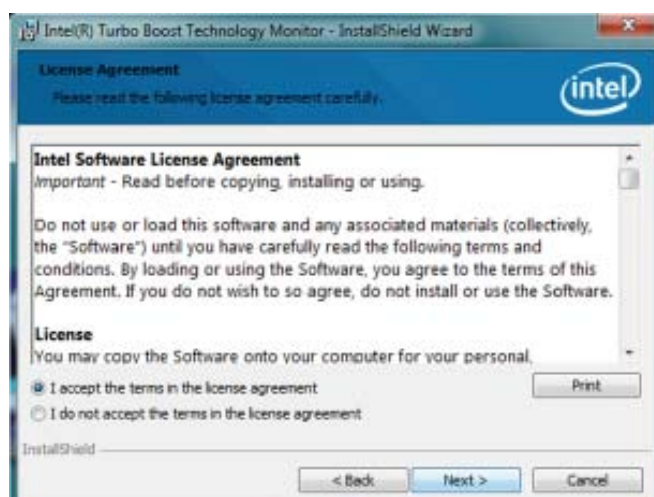 Intel(R) Turbo Boost Technology Monitor - InstallShield Wizard
License Agreement
Please read the following license agreement carefully.
intel
Intel Software License Agreement
Important - Read before copying, installing or using.
Do not use or load this software and any associated materials (collectively,
the "Software") until you have carefully read the following terms and
conditions. By loading or using the Software, you agree to the terms of this
Agreement. If you do not wish to so agree, do not install or use the Software.
License
You may copy the Software onto your computer for your personal,
I accept the terms in the license agreement
Print
I do not accept the terms in the license agreement
InstallShield
< Back
Next >
Cancel